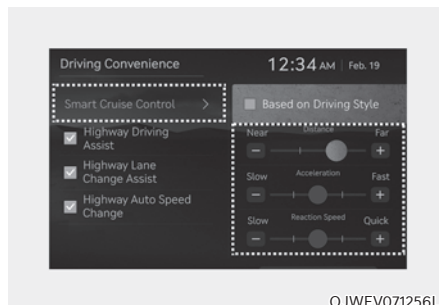 Driving Convenience
12:34 AM | Feb. 19
Smart Cruise Control >
Based on Driving Style
Highway Driving
Assist
Highway Lane
Change Assist
Highway Auto Speed
Change
Near Distance Far
− +
Slow Acceleration Fast
− +
Slow Reaction Speed Quick
− +
OJWEV071256L